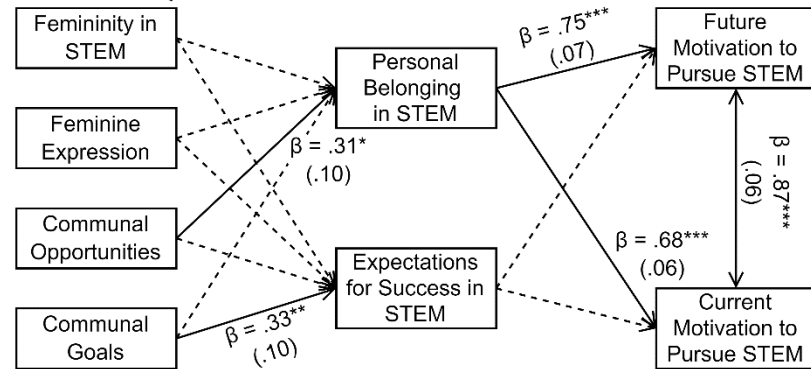 Femininity in
STEM
Feminine
Expression
Communal
Opportunities
Communal
Goals
Personal
Belonging
in STEM
Expectations
for Success in
STEM
β = .31*
(.10)
β = .33**
(.10)
β = .75***
(.07)
β = .68***
(.06)
Future
Motivation to
Pursue STEM
β = .87***
(.06)
Current
Motivation to
Pursue STEM